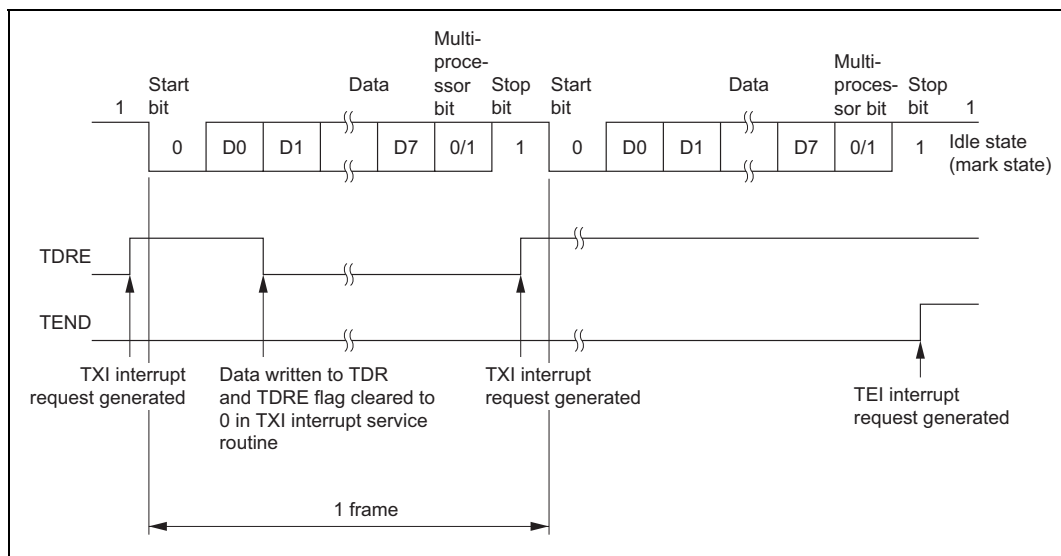 1
Start
bit
Data
Multi-
proce-
ssor
bit
Stop
bit
Start
bit
Data
Multi-
proces-
sor bit
Stop
bit
1
0
D0
D1
D7
0/1
1
0
D0
D1
D7
0/1
1
Idle state
(mark state)
TDRE
TEND
TXI interrupt
request generated
Data written to TDR
and TDRE flag cleared to
0 in TXI interrupt service
routine
TXI interrupt
request generated
TEI interrupt
request generated
1 frame